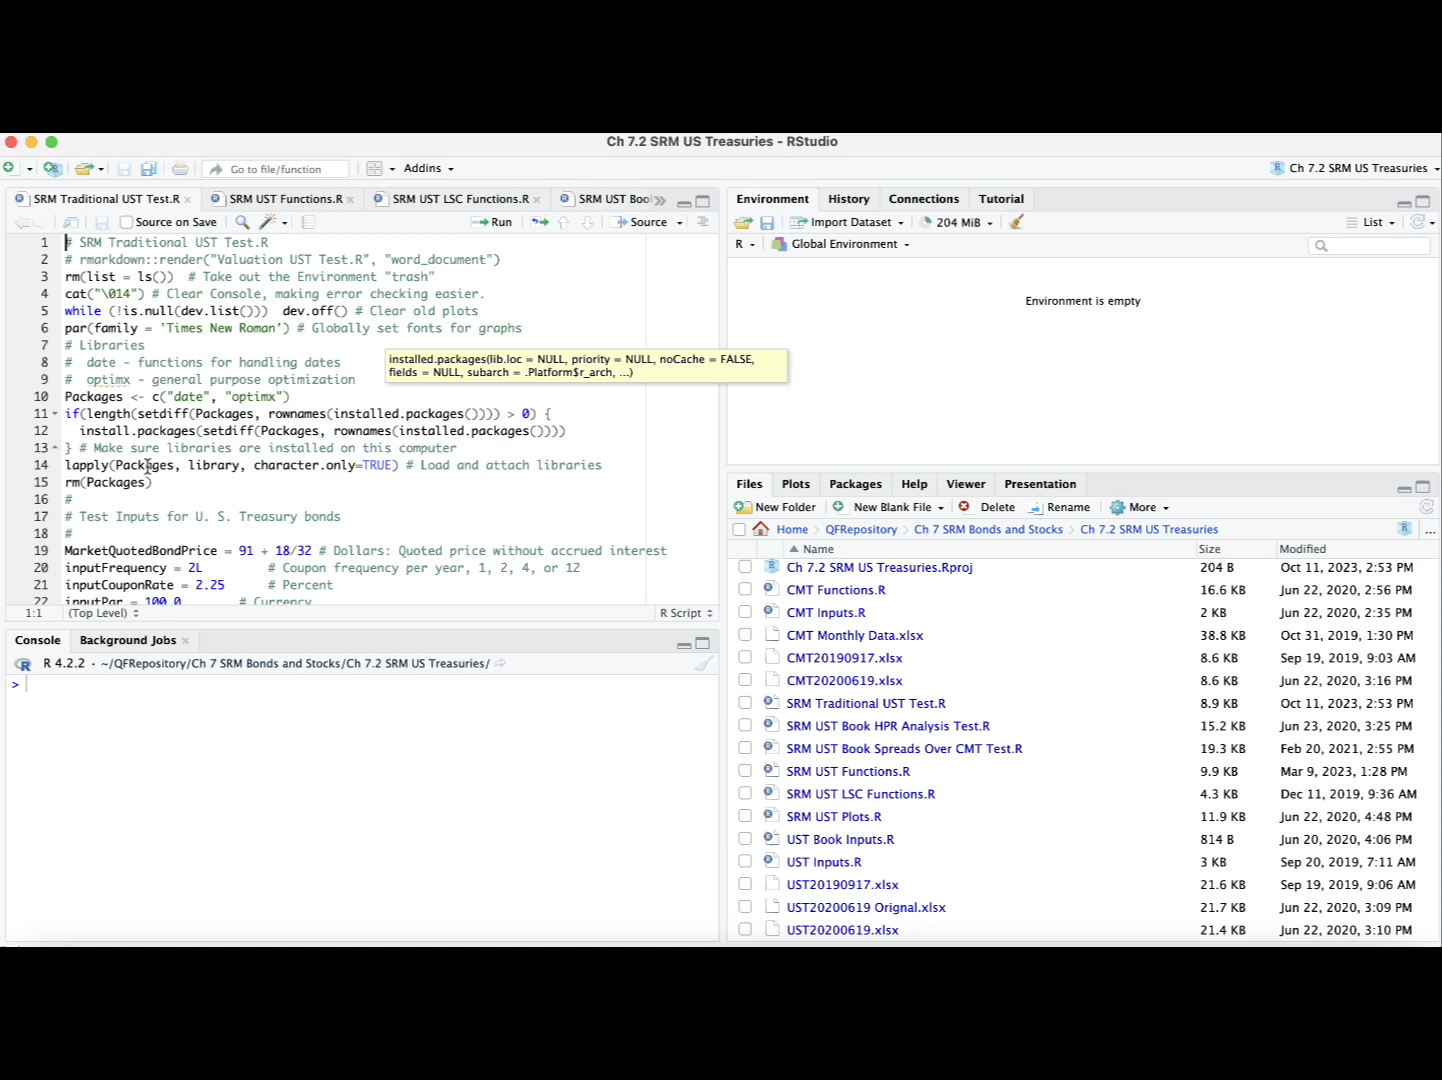 Ch 7.2 SRM US Treasuries - RStudio
Go to file/function
Addins
Ch 7.2 SRM US Treasuries
SRM Traditional UST Test.R
SRM UST Functions.R
SRM UST LSC Functions.R
SRM UST Boo
Source on Save
Run
Source
1 # SRM Traditional UST Test.R
2 # rmarkdown::render("Valuation UST Test.R", "word_document")
3 rm(list = ls()) # Take out the Environment "trash"
4 cat("\014") # Clear Console, making error checking easier.
5 while (!is.null(dev.list())) dev.off() # Clear old plots
6 par(family = 'Times New Roman') # Globally set fonts for graphs
7 # Libraries
8 # date - functions for handling dates
9 # optimx - general purpose optimization
installed.packages(lib.loc = NULL, priority = NULL, noCache = FALSE,
fields = NULL, subarch = .Platform$r_arch, ...)
10 Packages <- c("date", "optimx")
11 if(length(setdiff(Packages, rownames(installed.packages()))) > 0) {
12 install.packages(setdiff(Packages, rownames(installed.packages())))
13 } # Make sure libraries are installed on this computer
14 lapply(Packages, library, character.only=TRUE) # Load and attach libraries
15 rm(Packages)
16 #
17 # Test Inputs for U. S. Treasury bonds
18 #
19 MarketQuotedBondPrice = 91 + 18/32 # Dollars: Quoted price without accrued interest
20 inputFrequency = 2L # Coupon frequency per year, 1, 2, 4, or 12
21 inputCouponRate = 2.25 # Percent
22 inputPar = 100.0 # Currency
1:1
(Top Level)
R Script
Console
Background Jobs
R 4.2.2 · ~/QFRepository/Ch 7 SRM Bonds and Stocks/Ch 7.2 SRM US Treasuries/
>
Environment
History
Connections
Tutorial
Import Dataset
204 MiB
List
R
Global Environment
Environment is empty
Files
Plots
Packages
Help
Viewer
Presentation
New Folder
New Blank File
Delete
Rename
More
Home
QFRepository
Ch 7 SRM Bonds and Stocks
Ch 7.2 SRM US Treasuries
...
Name Size Modified
Ch 7.2 SRM US Treasuries.Rproj 204 B Oct 11, 2023, 2:53 PM
CMT Functions.R 16.6 KB Jun 22, 2020, 2:56 PM
CMT Inputs.R 2 KB Jun 22, 2020, 2:35 PM
CMT Monthly Data.xlsx 38.8 KB Oct 31, 2019, 1:30 PM
CMT20190917.xlsx 8.6 KB Sep 19, 2019, 9:03 AM
CMT20200619.xlsx 8.6 KB Jun 22, 2020, 3:16 PM
SRM Traditional UST Test.R 8.9 KB Oct 11, 2023, 2:53 PM
SRM UST Book HPR Analysis Test.R 15.2 KB Jun 23, 2020, 3:25 PM
SRM UST Book Spreads Over CMT Test.R 19.3 KB Feb 20, 2021, 2:55 PM
SRM UST Functions.R 9.9 KB Mar 9, 2023, 1:28 PM
SRM UST LSC Functions.R 4.3 KB Dec 11, 2019, 9:36 AM
SRM UST Plots.R 11.9 KB Jun 22, 2020, 4:48 PM
UST Book Inputs.R 814 B Jun 20, 2020, 4:06 PM
UST Inputs.R 3 KB Sep 20, 2019, 7:11 AM
UST20190917.xlsx 21.6 KB Sep 19, 2019, 9:06 AM
UST20200619 Orignal.xlsx 21.7 KB Jun 22, 2020, 3:09 PM
UST20200619.xlsx 21.4 KB Jun 22, 2020, 3:10 PM